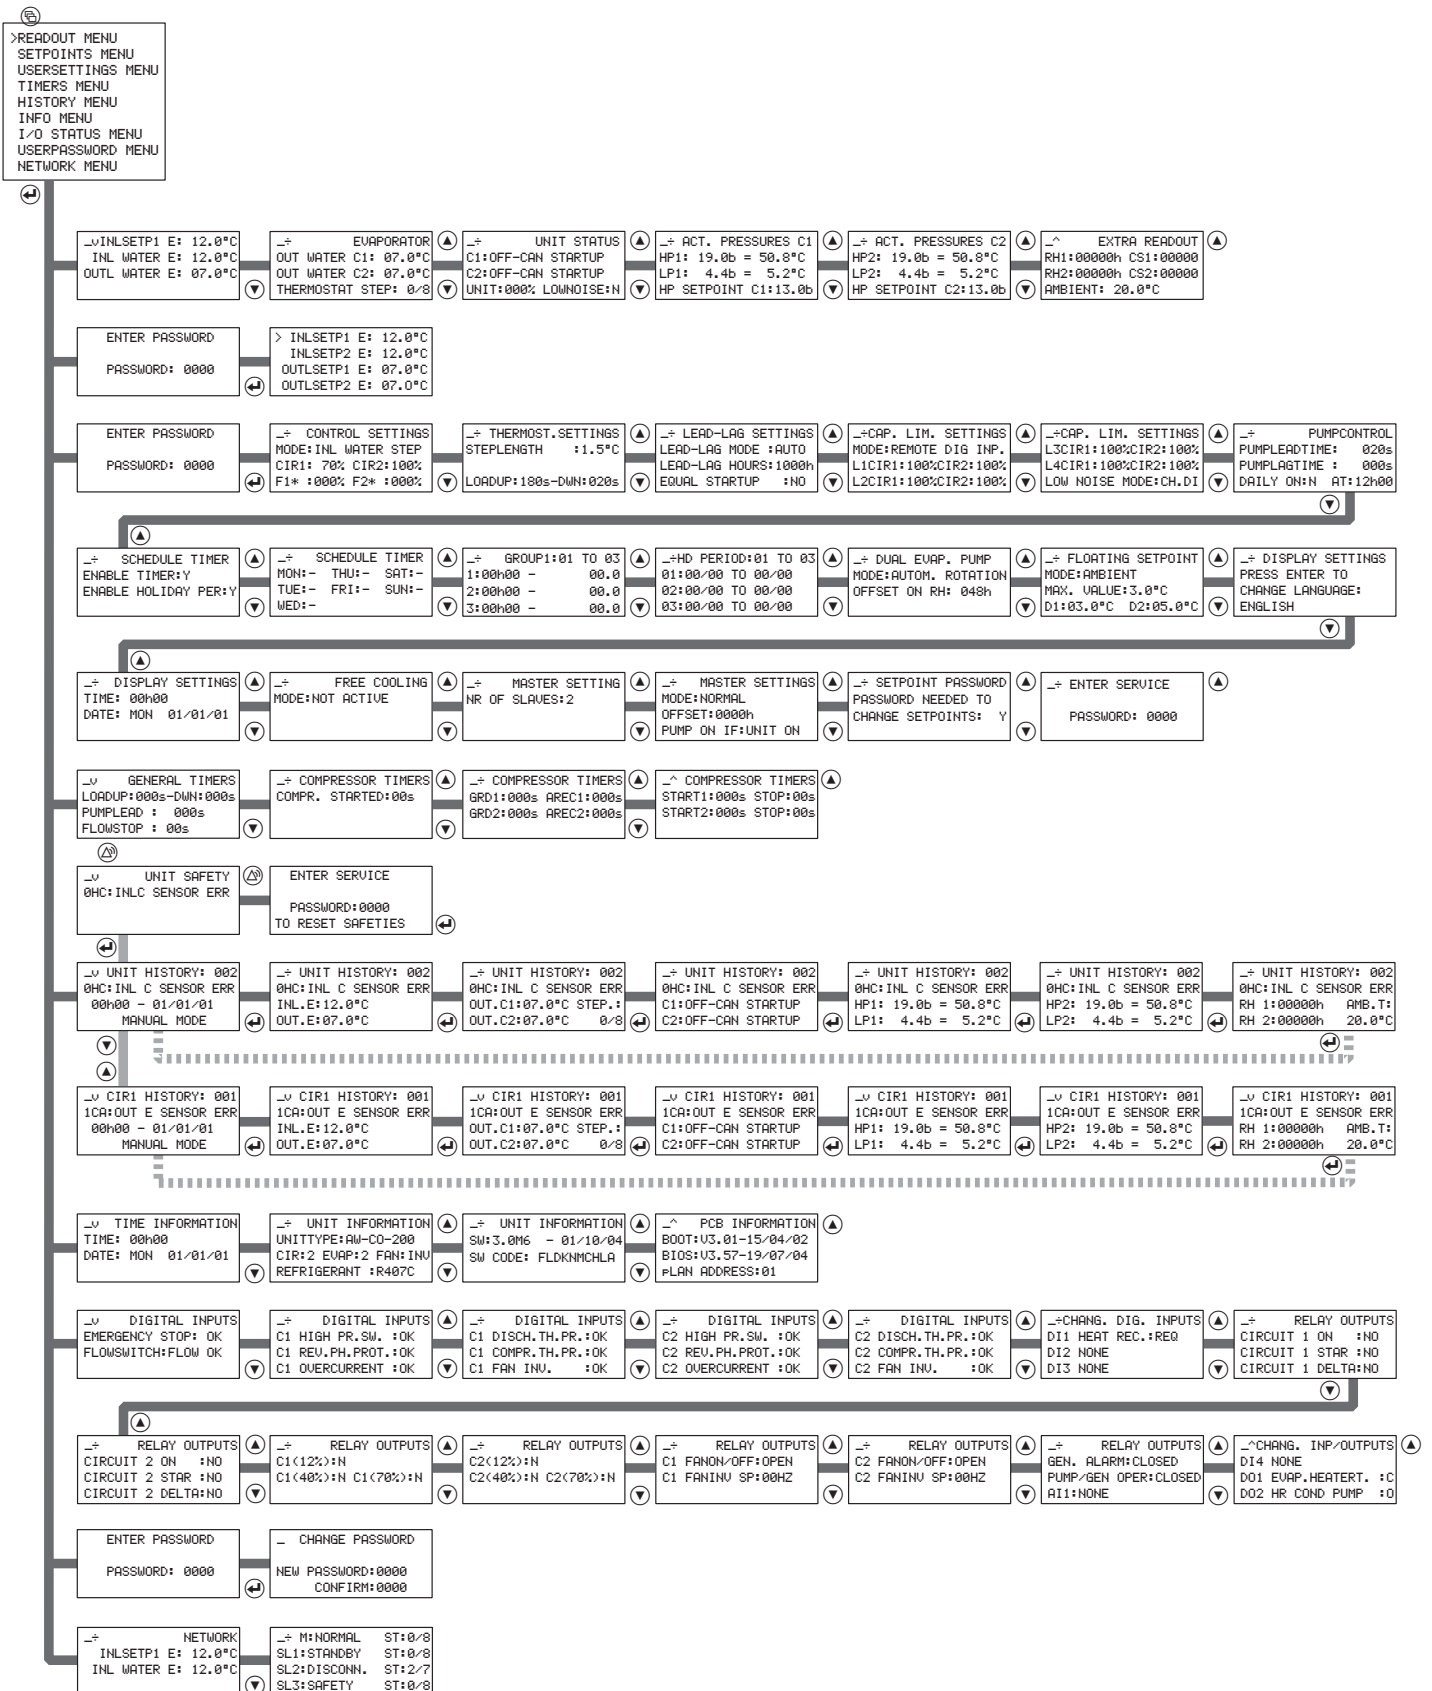 >READOUT MENU
SETPOINTS MENU
USERSETTINGS MENU
TIMERS MENU
HISTORY MENU
INFO MENU
I/O STATUS MENU
USERPASSWORD MENU
NETWORK MENU
_vINLSETP1 E: 12.0°C
INL WATER E: 12.0°C
OUTL WATER E: 07.0°C
_÷ EVAPORATOR
OUT WATER C1: 07.0°C
OUT WATER C2: 07.0°C
THERMOSTAT STEP: 0/8
_÷ UNIT STATUS
C1:OFF-CAN STARTUP
C2:OFF-CAN STARTUP
UNIT:000% LOWNOISE:N
_÷ ACT. PRESSURES C1
HP1: 19.0b = 50.8°C
LP1: 4.4b = 5.2°C
HP SETPOINT C1:13.0b
_÷ ACT. PRESSURES C2
HP2: 19.0b = 50.8°C
LP2: 4.4b = 5.2°C
HP SETPOINT C2:13.0b
_^ EXTRA READOUT
RH1:00000h CS1:00000
RH2:00000h CS2:00000
AMBIENT: 20.0°C
ENTER PASSWORD
PASSWORD: 0000
> INLSETP1 E: 12.0°C
INLSETP2 E: 12.0°C
OUTLSETP1 E: 07.0°C
OUTLSETP2 E: 07.0°C
ENTER PASSWORD
PASSWORD: 0000
_÷ CONTROL SETTINGS
MODE:INL WATER STEP
CIR1: 70% CIR2:100%
F1* :000% F2* :000%
_÷ THERMOST.SETTINGS
STEPLENGTH :1.5°C
LOADUP:180s-DWN:020s
_÷ LEAD-LAG SETTINGS
LEAD-LAG MODE :AUTO
LEAD-LAG HOURS:1000h
EQUAL STARTUP :NO
_÷CAP. LIM. SETTINGS
MODE:REMOTE DIG INP.
L1CIR1:100%CIR2:100%
L2CIR1:100%CIR2:100%
_÷CAP. LIM. SETTINGS
L3CIR1:100%CIR2:100%
L4CIR1:100%CIR2:100%
LOW NOISE MODE:CH.DI
_÷ PUMPCONTROL
PUMPLEADTIME: 020s
PUMPLAGTIME : 000s
DAILY ON:N AT:12h00
_÷ SCHEDULE TIMER
ENABLE TIMER:Y
ENABLE HOLIDAY PER:Y
_÷ SCHEDULE TIMER
MON:- THU:- SAT:-
TUE:- FRI:- SUN:-
WED:-
_÷ GROUP1:01 TO 03
1:00h00 - 00.0
2:00h00 - 00.0
3:00h00 - 00.0
_÷HD PERIOD:01 TO 03
01:00/00 TO 00/00
02:00/00 TO 00/00
03:00/00 TO 00/00
_÷ DUAL EVAP. PUMP
MODE:AUTOM. ROTATION
OFFSET ON RH: 048h
_÷ FLOATING SETPOINT
MODE:AMBIENT
MAX. VALUE:3.0°C
D1:03.0°C D2:05.0°C
_÷ DISPLAY SETTINGS
PRESS ENTER TO
CHANGE LANGUAGE:
ENGLISH
_÷ DISPLAY SETTINGS
TIME: 00h00
DATE: MON 01/01/01
_÷ FREE COOLING
MODE:NOT ACTIVE
_÷ MASTER SETTING
NR OF SLAVES:2
_÷ MASTER SETTINGS
MODE:NORMAL
OFFSET:0000h
PUMP ON IF:UNIT ON
_÷ SETPOINT PASSWORD
PASSWORD NEEDED TO
CHANGE SETPOINTS: Y
_÷ ENTER SERVICE
PASSWORD: 0000
_v GENERAL TIMERS
LOADUP:000s-DWN:000s
PUMPLEAD : 000s
FLOWSTOP : 00s
_÷ COMPRESSOR TIMERS
COMPR. STARTED:00s
_÷ COMPRESSOR TIMERS
GRD1:000s AREC1:000s
GRD2:000s AREC2:000s
_^ COMPRESSOR TIMERS
START1:000s STOP:00s
START2:000s STOP:00s
_v UNIT SAFETY
0HC:INLC SENSOR ERR
ENTER SERVICE
PASSWORD:0000
TO RESET SAFETIES
_v UNIT HISTORY: 002
0HC:INL C SENSOR ERR
00h00 - 01/01/01
MANUAL MODE
_÷ UNIT HISTORY: 002
0HC:INL C SENSOR ERR
INL.E:12.0°C
OUT.E:07.0°C
_÷ UNIT HISTORY: 002
0HC:INL C SENSOR ERR
OUT.C1:07.0°C STEP.:
OUT.C2:07.0°C 0/8
_÷ UNIT HISTORY: 002
0HC:INL C SENSOR ERR
C1:OFF-CAN STARTUP
C2:OFF-CAN STARTUP
_÷ UNIT HISTORY: 002
0HC:INL C SENSOR ERR
HP1: 19.0b = 50.8°C
LP1: 4.4b = 5.2°C
_÷ UNIT HISTORY: 002
0HC:INL C SENSOR ERR
HP2: 19.0b = 50.8°C
LP2: 4.4b = 5.2°C
_÷ UNIT HISTORY: 002
0HC:INL C SENSOR ERR
RH 1:00000h AMB.T:
RH 2:00000h 20.0°C
_v CIR1 HISTORY: 001
1CA:OUT E SENSOR ERR
00h00 - 01/01/01
MANUAL MODE
_v CIR1 HISTORY: 001
1CA:OUT E SENSOR ERR
INL.E:12.0°C
OUT.E:07.0°C
_v CIR1 HISTORY: 001
1CA:OUT E SENSOR ERR
OUT.C1:07.0°C STEP.:
OUT.C2:07.0°C 0/8
_v CIR1 HISTORY: 001
1CA:OUT E SENSOR ERR
C1:OFF-CAN STARTUP
C2:OFF-CAN STARTUP
_v CIR1 HISTORY: 001
1CA:OUT E SENSOR ERR
HP1: 19.0b = 50.8°C
LP1: 4.4b = 5.2°C
_v CIR1 HISTORY: 001
1CA:OUT E SENSOR ERR
HP2: 19.0b = 50.8°C
LP2: 4.4b = 5.2°C
_v CIR1 HISTORY: 001
1CA:OUT E SENSOR ERR
RH 1:00000h AMB.T:
RH 2:00000h 20.0°C
_v TIME INFORMATION
TIME: 00h00
DATE: MON 01/01/01
_÷ UNIT INFORMATION
UNITTYPE:AW-CO-200
CIR:2 EVAP:2 FAN:INV
REFRIGERANT :R407C
_÷ UNIT INFORMATION
SW:3.0M6 - 01/10/04
SW CODE: FLDKNMCHLA
_^ PCB INFORMATION
BOOT:V3.01-15/04/02
BIOS:V3.57-19/07/04
pLAN ADDRESS:01
_v DIGITAL INPUTS
EMERGENCY STOP: OK
FLOWSWITCH:FLOW OK
_÷ DIGITAL INPUTS
C1 HIGH PR.SW. :OK
C1 REV.PH.PROT.:OK
C1 OVERCURRENT :OK
_÷ DIGITAL INPUTS
C1 DISCH.TH.PR.:OK
C1 COMPR.TH.PR.:OK
C1 FAN INV. :OK
_÷ DIGITAL INPUTS
C2 HIGH PR.SW. :OK
C2 REV.PH.PROT.:OK
C2 OVERCURRENT :OK
_÷ DIGITAL INPUTS
C2 DISCH.TH.PR.:OK
C2 COMPR.TH.PR.:OK
C2 FAN INV. :OK
_÷CHANG. DIG. INPUTS
DI1 HEAT REC.:REQ
DI2 NONE
DI3 NONE
_÷ RELAY OUTPUTS
CIRCUIT 1 ON :NO
CIRCUIT 1 STAR :NO
CIRCUIT 1 DELTA:NO
_÷ RELAY OUTPUTS
CIRCUIT 2 ON :NO
CIRCUIT 2 STAR :NO
CIRCUIT 2 DELTA:NO
_÷ RELAY OUTPUTS
C1(12%):N
C1(40%):N C1(70%):N
_÷ RELAY OUTPUTS
C2(12%):N
C2(40%):N C2(70%):N
_÷ RELAY OUTPUTS
C1 FANON/OFF:OPEN
C1 FANINV SP:00HZ
_÷ RELAY OUTPUTS
C2 FANON/OFF:OPEN
C2 FANINV SP:00HZ
_÷ RELAY OUTPUTS
GEN. ALARM:CLOSED
PUMP/GEN OPER:CLOSED
AI1:NONE
_^CHANG. INP/OUTPUTS
DI4 NONE
DO1 EVAP.HEATERT. :C
DO2 HR COND PUMP :O
ENTER PASSWORD
PASSWORD: 0000
_ CHANGE PASSWORD
NEW PASSWORD:0000
CONFIRM:0000
_÷ NETWORK
INLSETP1 E: 12.0°C
INL WATER E: 12.0°C
_÷ M:NORMAL ST:0/8
SL1:STANDBY ST:0/8
SL2:DISCONN. ST:2/7
SL3:SAFETY ST:0/8